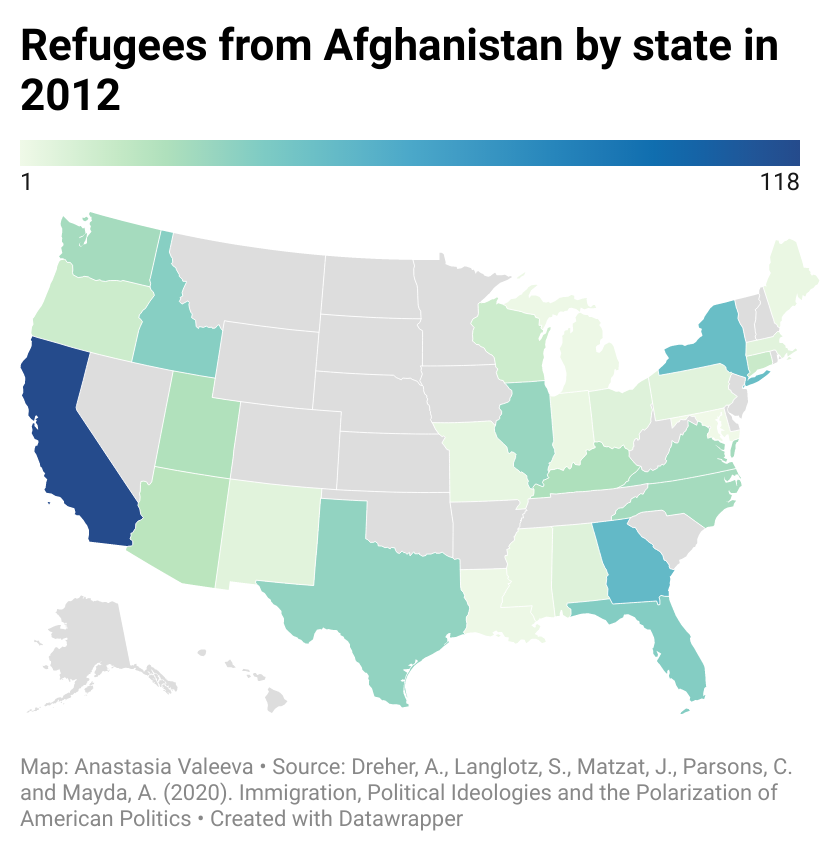 Refugees from Afghanistan by state in
2012
1
118
Map: Anastasia Valeeva • Source: Dreher, A., Langlotz, S., Matzat, J., Parsons, C.
and Mayda, A. (2020). Immigration, Political Ideologies and the Polarization of
American Politics • Created with Datawrapper